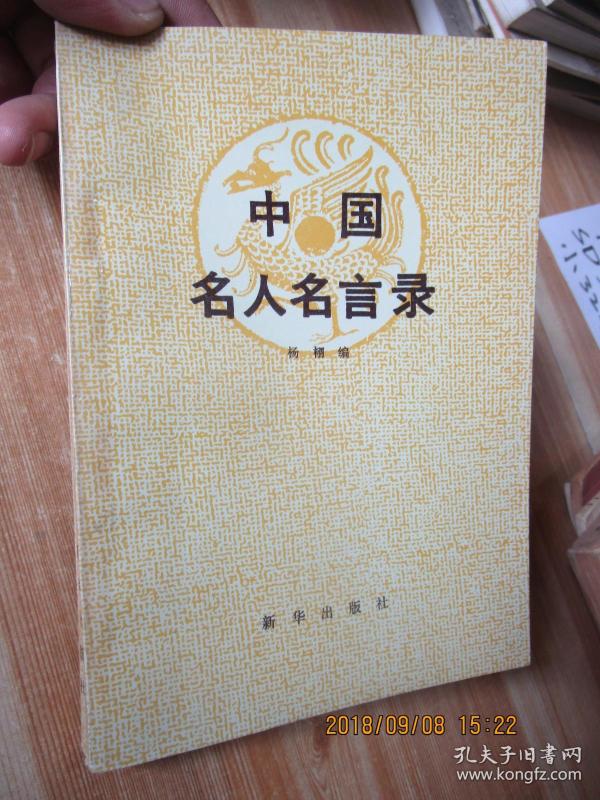 中国
名人名言录
杨栩编
新华出版社
2018/09/08 15:22
孔夫子旧书网
www.kongfz.com